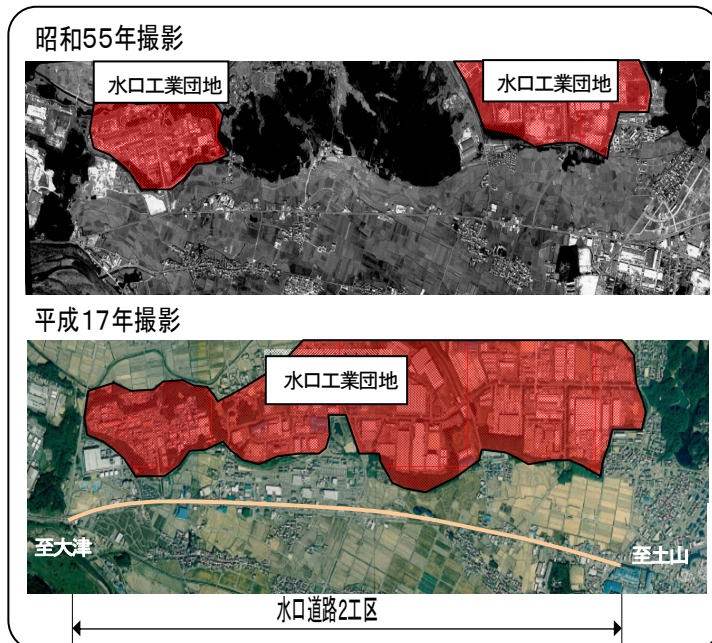 昭和55年撮影
水口工業団地
水口工業団地
平成17年撮影
水口工業団地
至大津
至土山
水口道路2工区